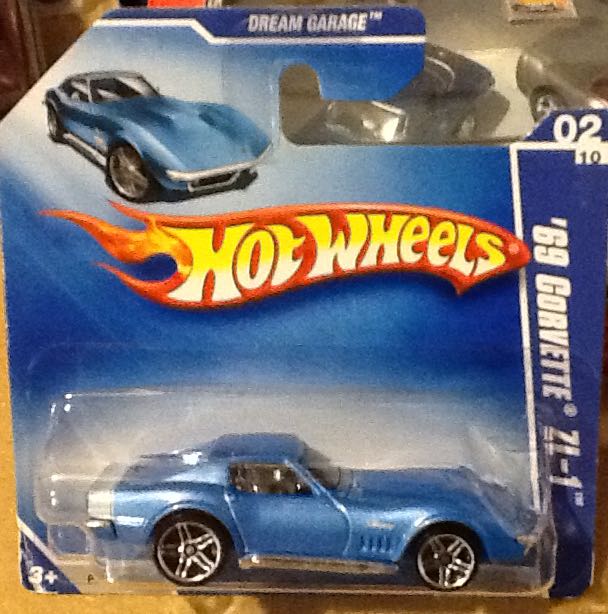 DREAM GARAGE™
02
10
HOT WHEELS®
'69 CORVETTE® ZL-1™
3+
P